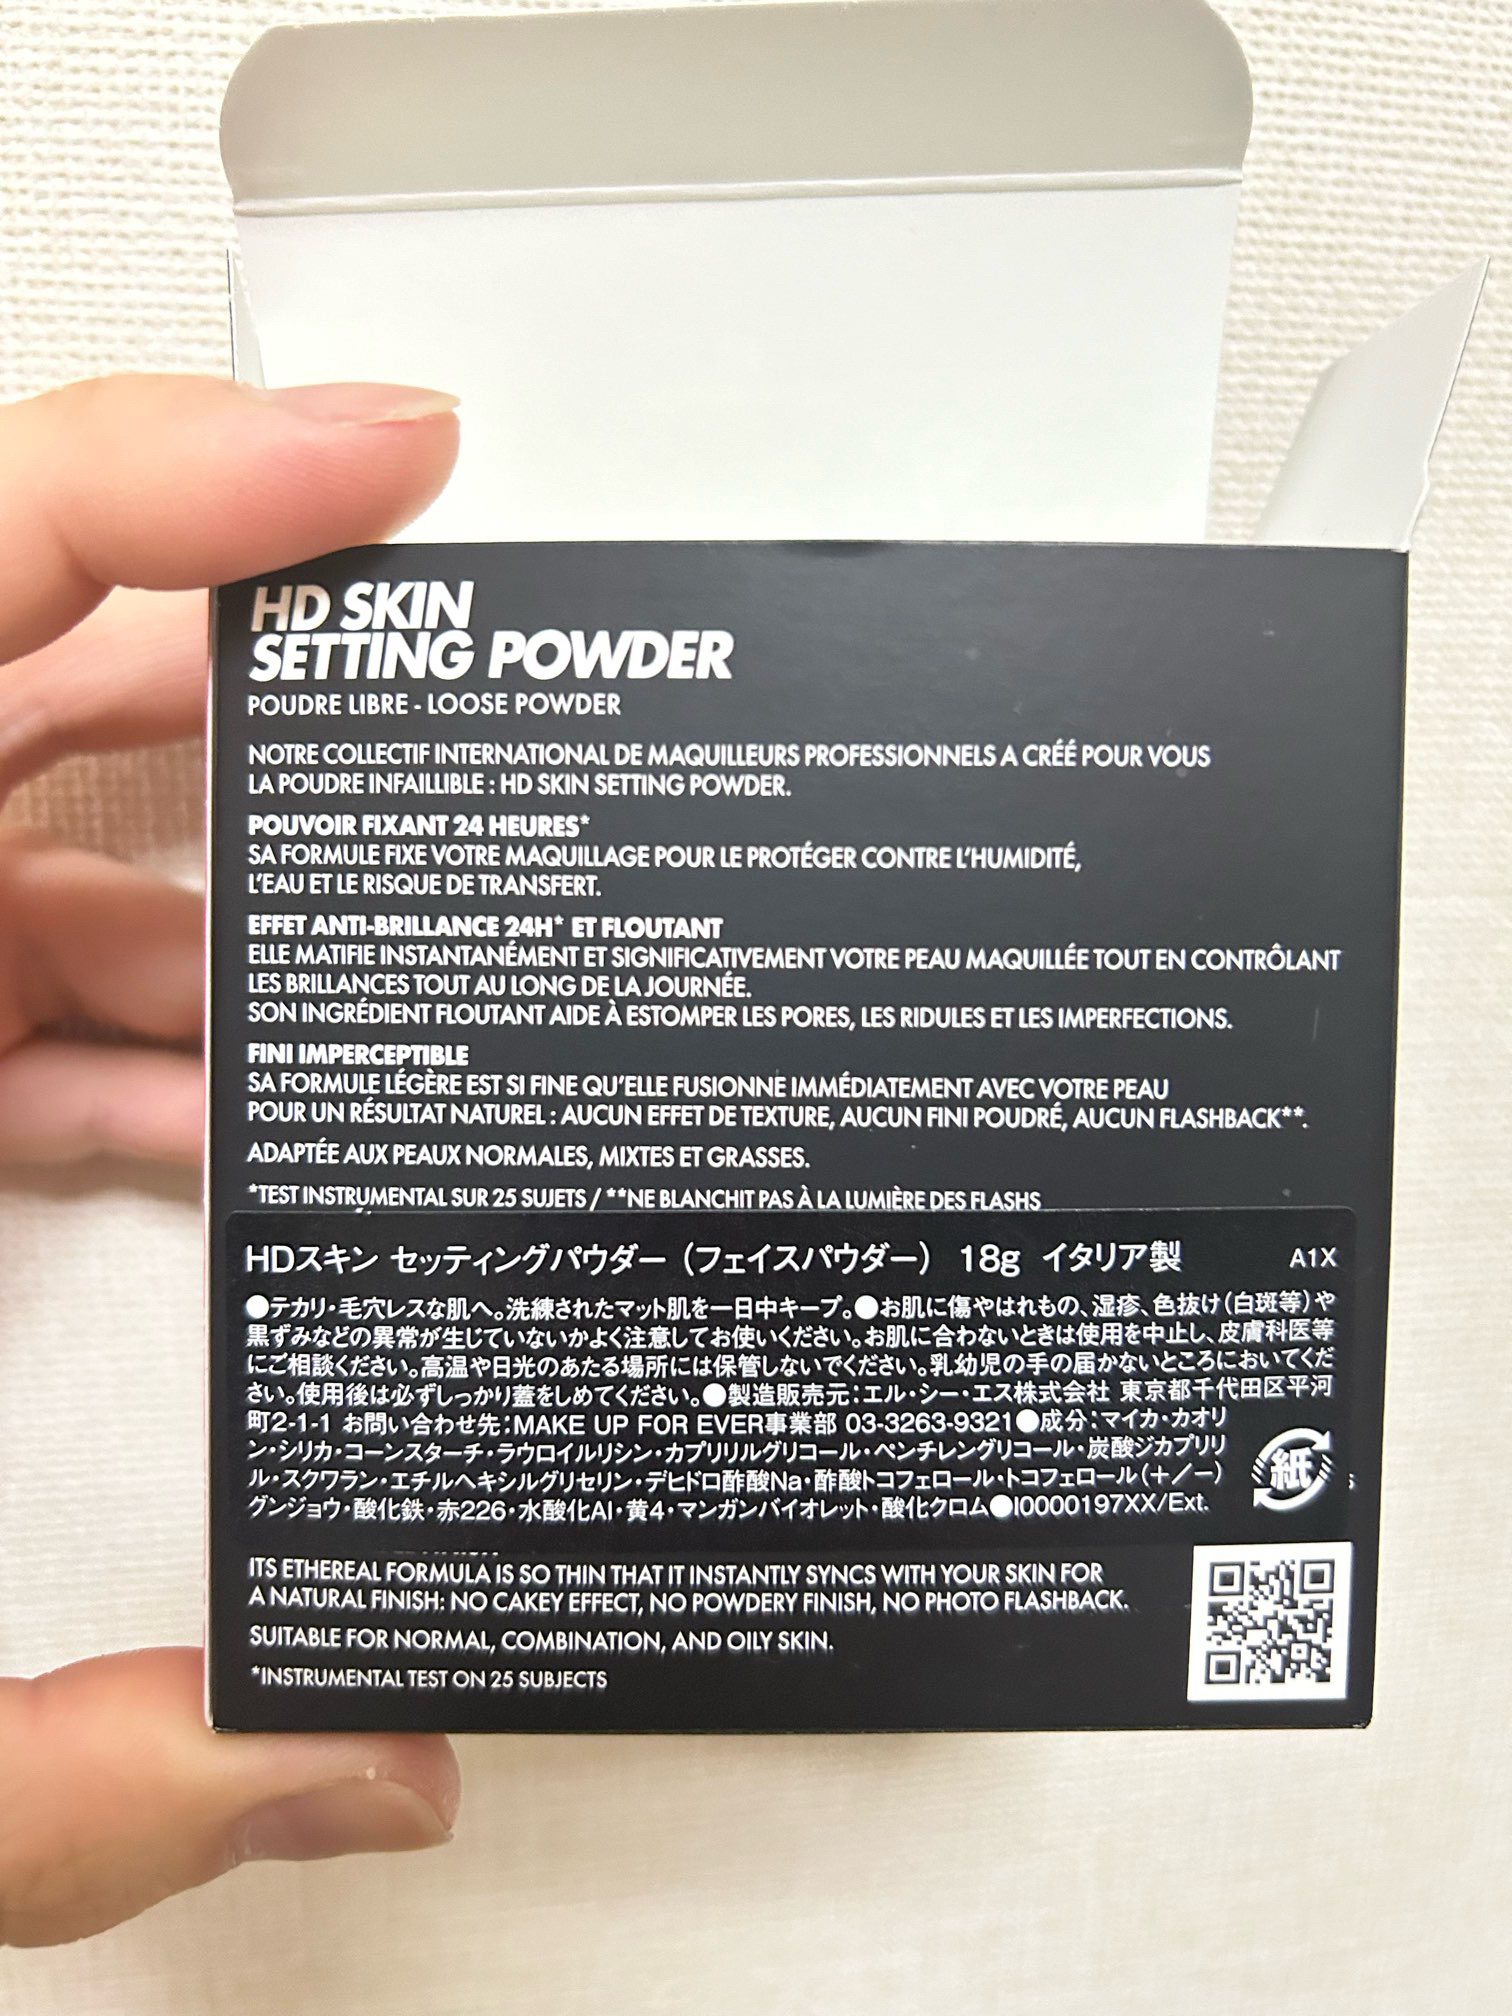 HD SKIN
SETTING POWDER
POUDRE LIBRE - LOOSE POWDER
NOTRE COLLECTIF INTERNATIONAL DE MAQUILLEURS PROFESSIONNELS A CRÉÉ POUR VOUS
LA POUDRE INFAILLIBLE : HD SKIN SETTING POWDER.
POUVOIR FIXANT 24 HEURES*
SA FORMULE FIXE VOTRE MAQUILLAGE POUR LE PROTÉGER CONTRE L'HUMIDITÉ,
L'EAU ET LE RISQUE DE TRANSFERT.
EFFET ANTI-BRILLANCE 24H* ET FLOUTANT
ELLE MATIFIE INSTANTANÉMENT ET SIGNIFICATIVEMENT VOTRE PEAU MAQUILLÉE TOUT EN CONTRÔLANT
LES BRILLANCES TOUT AU LONG DE LA JOURNÉE.
SON INGRÉDIENT FLOUTANT AIDE À ESTOMPER LES PORES, LES RIDULES ET LES IMPERFECTIONS.
FINI IMPERCEPTIBLE
SA FORMULE LÉGÈRE EST SI FINE QU'ELLE FUSIONNE IMMÉDIATEMENT AVEC VOTRE PEAU
POUR UN RÉSULTAT NATUREL : AUCUN EFFET DE TEXTURE, AUCUN FINI POUDRÉ, AUCUN FLASHBACK**.
ADAPTÉE AUX PEAUX NORMALES, MIXTES ET GRASSES.
*TEST INSTRUMENTAL SUR 25 SUJETS / **NE BLANCHIT PAS À LA LUMIÈRE DES FLASHS
HDスキン セッティングパウダー（フェイスパウダー） 18g イタリア製 A1X
●テカリ・毛穴レスな肌へ。洗練されたマット肌を一日中キープ。●お肌に傷やはれもの、湿疹、色抜け（白斑等）や
黒ずみなどの異常が生じていないかよく注意してお使いください。お肌に合わないときは使用を中止し、皮膚科医等
にご相談ください。高温や日光のあたる場所には保管しないでください。乳幼児の手の届かないところにおいてくだ
さい。使用後は必ずしっかり蓋をしめてください。●製造販売元：エル・シー・エス株式会社 東京都千代田区平河
町2-1-1 お問い合わせ先：MAKE UP FOR EVER事業部 03-3263-9321●成分：マイカ・カオリ
ン・シリカ・コーンスターチ・ラウロイルリシン・カプリリルグリコール・ペンチレングリコール・炭酸ジカプリリ
ル・スクワラン・エチルヘキシルグリセリン・デヒドロ酢酸Na・酢酸トコフェロール・トコフェロール（＋／－）
グンジョウ・酸化鉄・赤226・水酸化Al・黄4・マンガンバイオレット・酸化クロム●I0000197XX/Ext.
紙
ITS ETHEREAL FORMULA IS SO THIN THAT IT INSTANTLY SYNCS WITH YOUR SKIN FOR
A NATURAL FINISH: NO CAKEY EFFECT, NO POWDERY FINISH, NO PHOTO FLASHBACK.
SUITABLE FOR NORMAL, COMBINATION, AND OILY SKIN.
*INSTRUMENTAL TEST ON 25 SUBJECTS